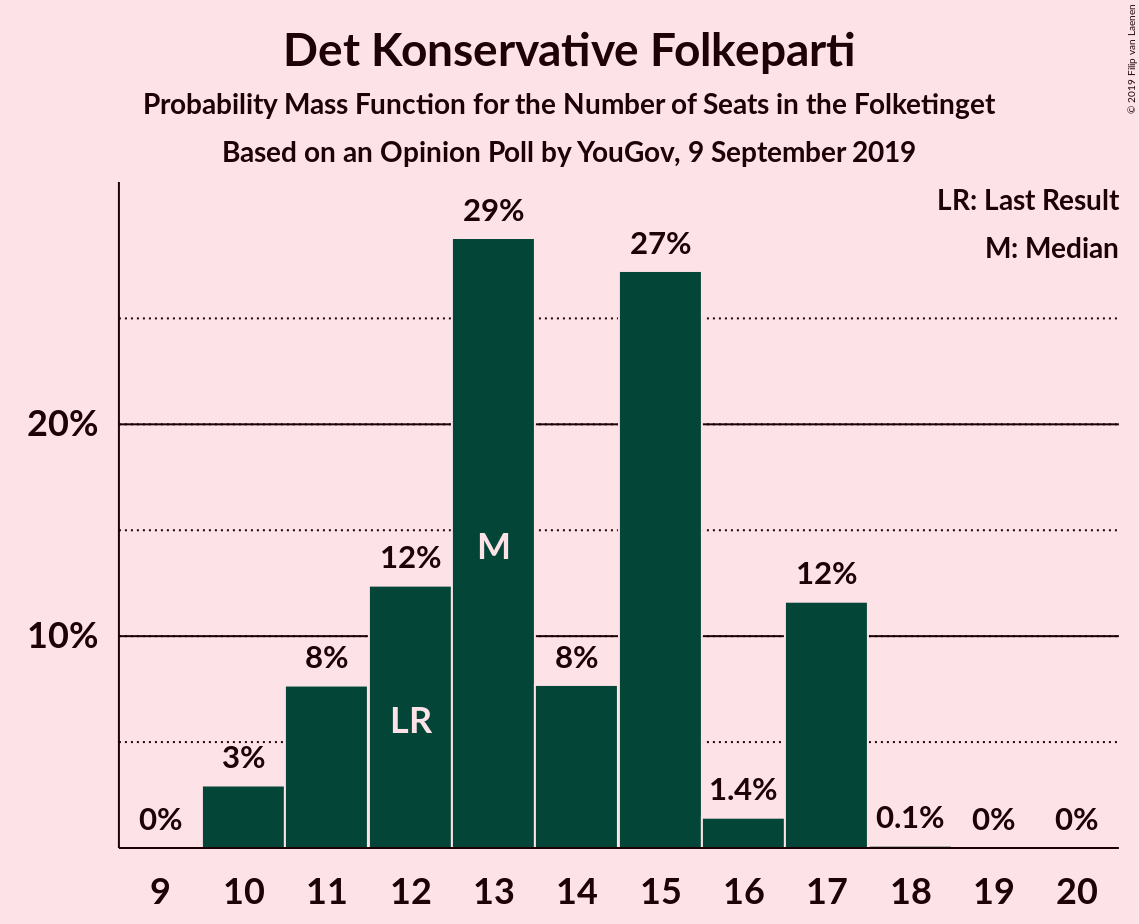 Det Konservative Folkeparti
Probability Mass Function for the Number of Seats in the Folketinget
Based on an Opinion Poll by YouGov, 9 September 2019
© 2019 Filip van Laenen
LR: Last Result
M: Median
20%
10%
0%
3%
8%
12%
29%
8%
27%
1.4%
12%
0.1%
0%
0%
LR
M
9 10 11 12 13 14 15 16 17 18 19 20